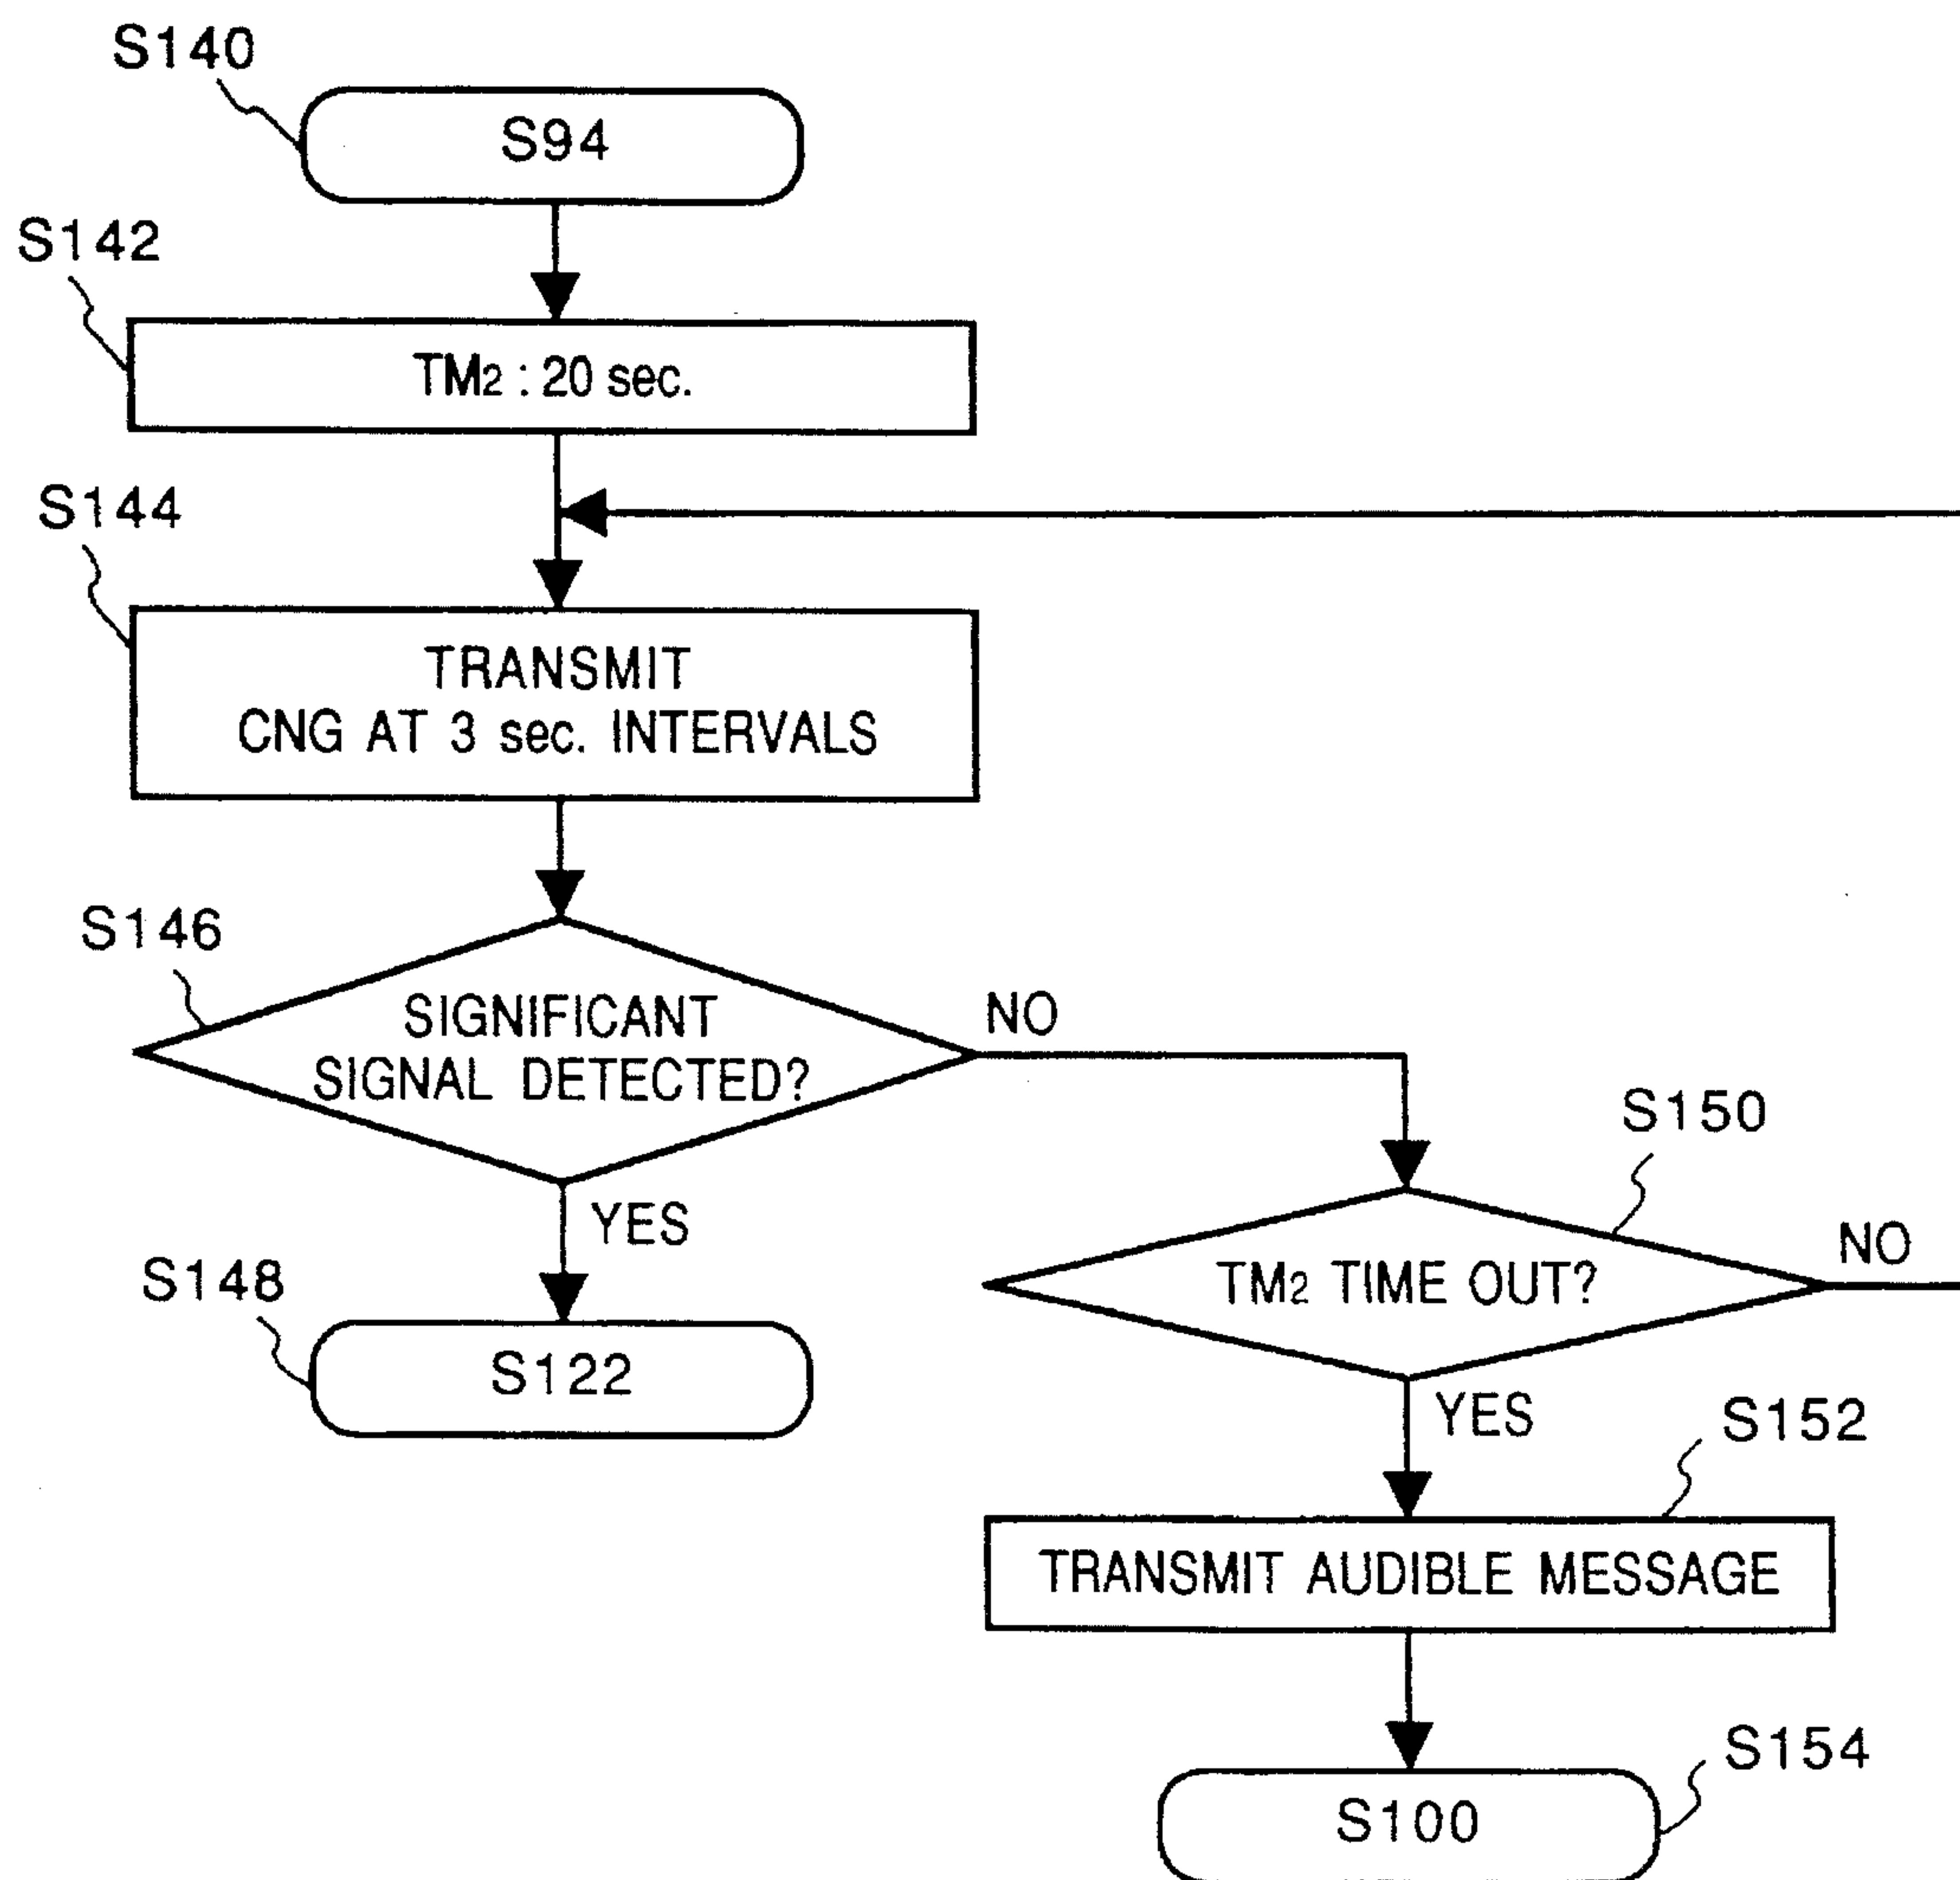 S140
S94
S142
TM2 : 20 sec.
S144
TRANSMIT
CNG AT 3 sec. INTERVALS
S146
SIGNIFICANT
SIGNAL DETECTED?
NO
YES
S148
S122
S150
TM2 TIME OUT?
NO
YES
S152
TRANSMIT AUDIBLE MESSAGE
S154
S100